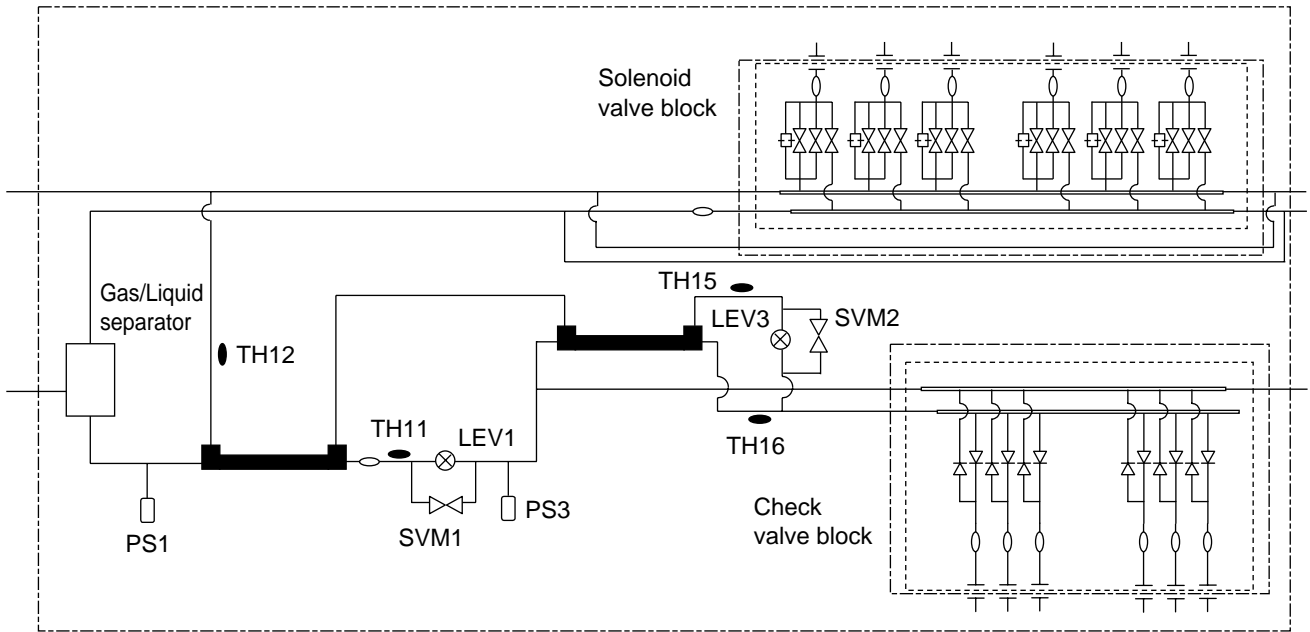 Solenoid
valve block
Gas/Liquid
separator
TH15
LEV3
SVM2
TH12
TH11
LEV1
TH16
PS1
SVM1
PS3
Check
valve block